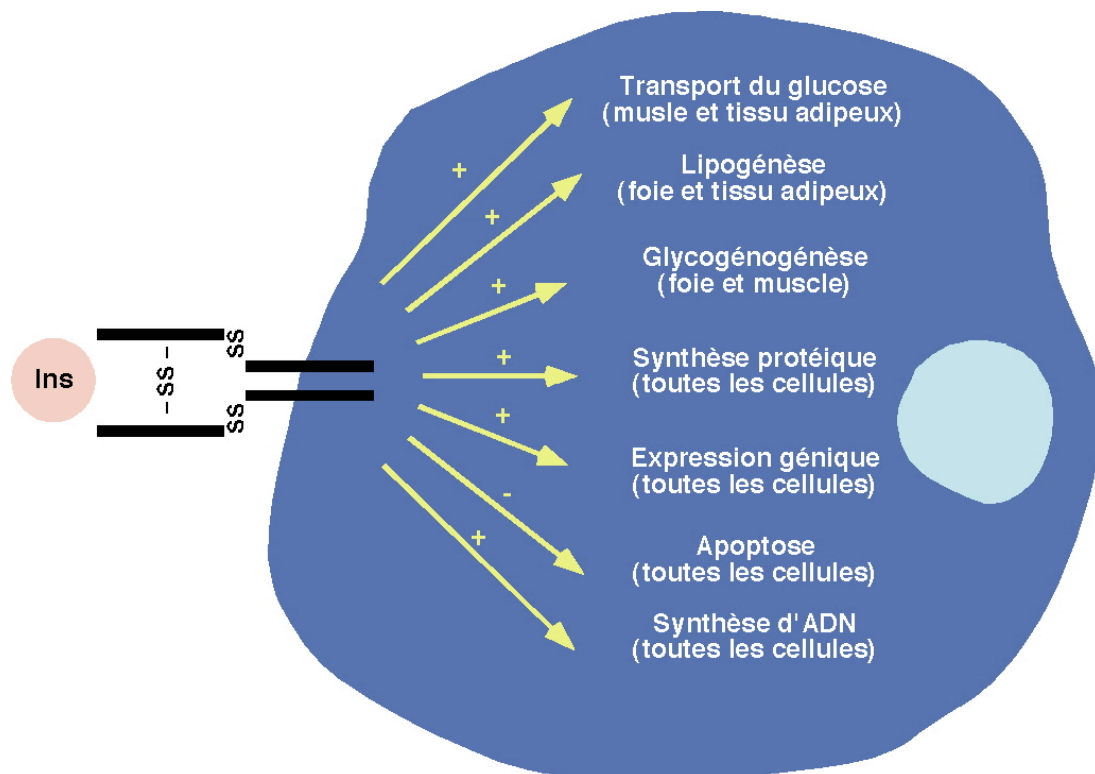 Transport du glucose
(musle et tissu adipeux)
+
Lipogénèse
(foie et tissu adipeux)
+
Glycogénogénèse
(foie et muscle)
+
Ins
-SS-
SS
SS
Synthèse protéique
(toutes les cellules)
+
Expression génique
(toutes les cellules)
+
Apoptose
(toutes les cellules)
-
Synthèse d'ADN
(toutes les cellules)
+